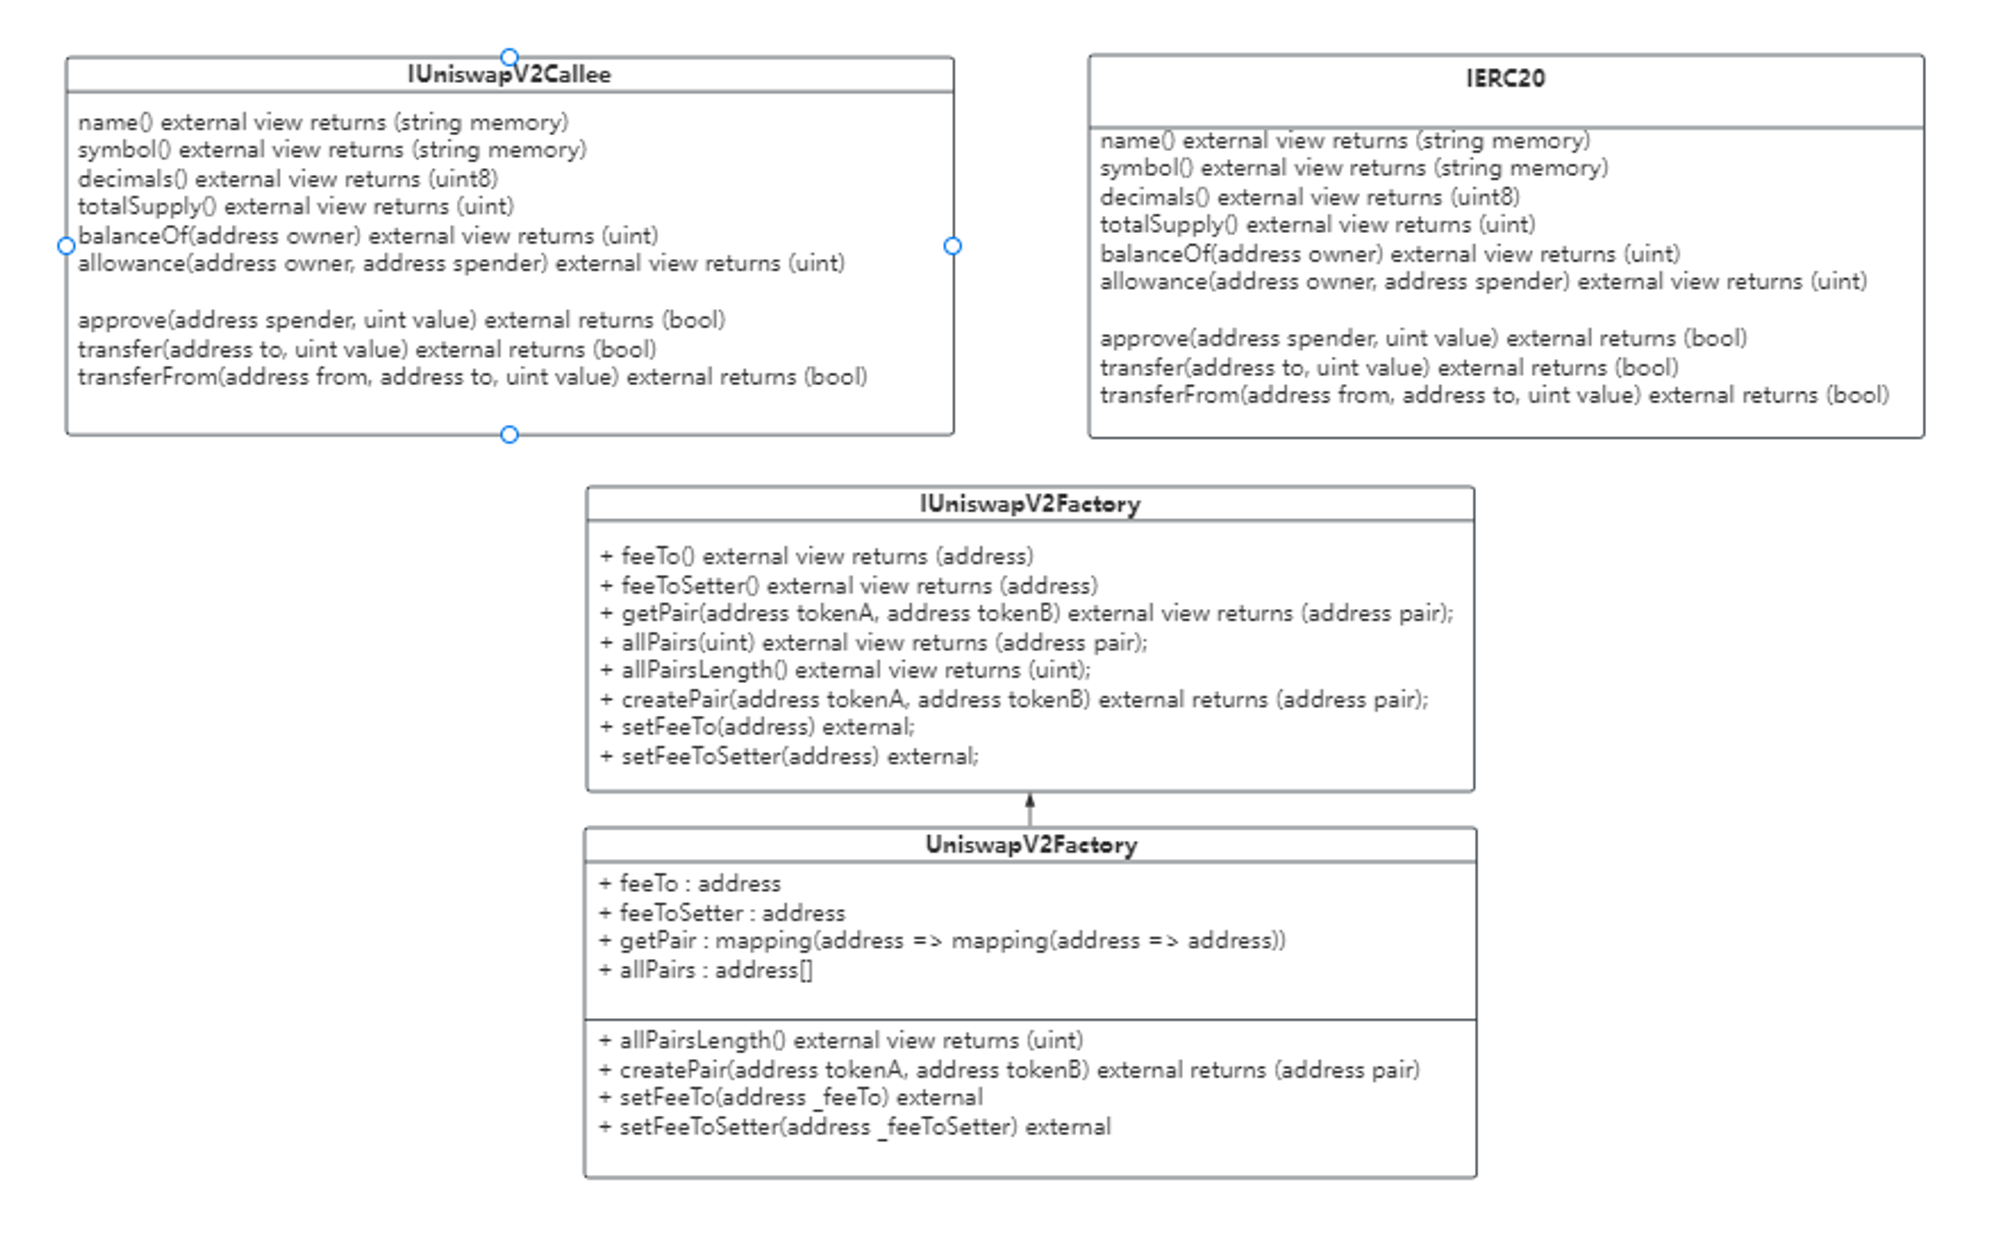 IUniswapV2Callee
name() external view returns (string memory)
symbol() external view returns (string memory)
decimals() external view returns (uint8)
totalSupply() external view returns (uint)
balanceOf(address owner) external view returns (uint)
allowance(address owner, address spender) external view returns (uint)
approve(address spender, uint value) external returns (bool)
transfer(address to, uint value) external returns (bool)
transferFrom(address from, address to, uint value) external returns (bool)
IERC20
name() external view returns (string memory)
symbol() external view returns (string memory)
decimals() external view returns (uint8)
totalSupply() external view returns (uint)
balanceOf(address owner) external view returns (uint)
allowance(address owner, address spender) external view returns (uint)
approve(address spender, uint value) external returns (bool)
transfer(address to, uint value) external returns (bool)
transferFrom(address from, address to, uint value) external returns (bool)
IUniswapV2Factory
+ feeTo() external view returns (address)
+ feeToSetter() external view returns (address)
+ getPair(address tokenA, address tokenB) external view returns (address pair);
+ allPairs(uint) external view returns (address pair);
+ allPairsLength() external view returns (uint);
+ createPair(address tokenA, address tokenB) external returns (address pair);
+ setFeeTo(address) external;
+ setFeeToSetter(address) external;
UniswapV2Factory
+ feeTo : address
+ feeToSetter : address
+ getPair : mapping(address => mapping(address => address))
+ allPairs : address[]
+ allPairsLength() external view returns (uint)
+ createPair(address tokenA, address tokenB) external returns (address pair)
+ setFeeTo(address _feeTo) external
+ setFeeToSetter(address _feeToSetter) external